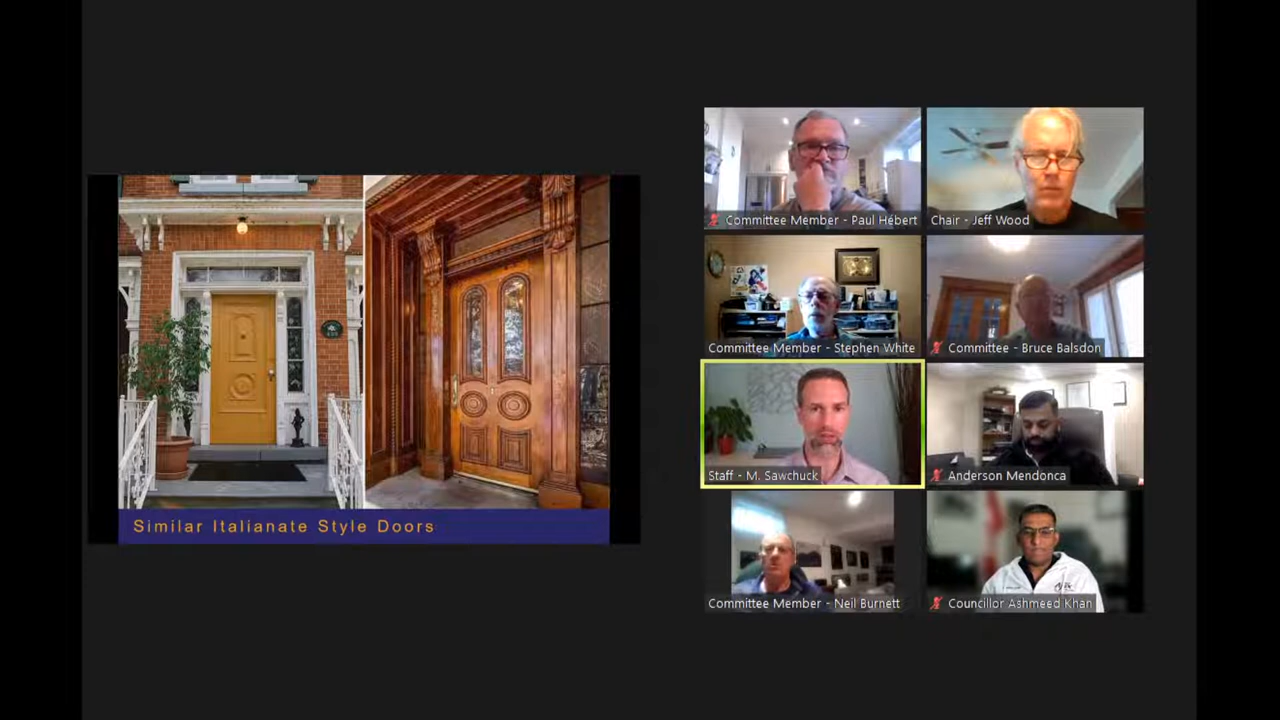 Similar Italianate Style Doors
Committee Member - Paul Hébert
Chair - Jeff Wood
Committee Member - Stephen White
Committee - Bruce Balsdon
Staff - M. Sawchuck
Anderson Mendonca
Committee Member - Neil Burnett
Councillor Ashmeed Khan